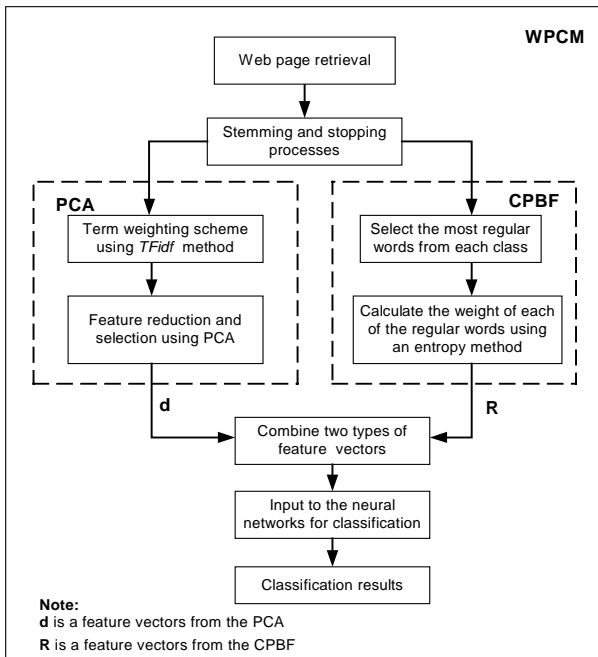 WPCM
Web page retrieval
Stemming and stopping
processes
PCA
Term weighting scheme
using TFidf method
Feature reduction and
selection using PCA
CPBF
Select the most regular
words from each class
Calculate the weight of each
of the regular words using
an entropy method
d
R
Combine two types of
feature vectors
Input to the neural
networks for classification
Classification results
Note:
d is a feature vectors from the PCA
R is a feature vectors from the CPBF